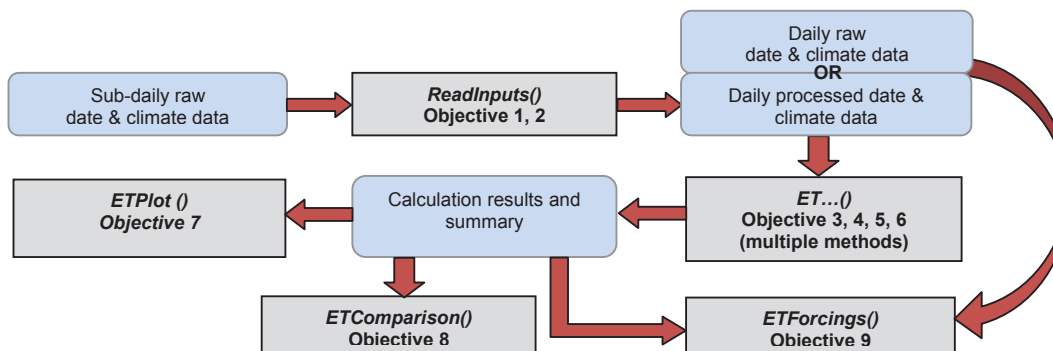 Sub-daily raw
date & climate data
ReadInputs()
Objective 1, 2
Daily raw
date & climate data
OR
Daily processed date &
climate data
ETPlot ()
Objective 7
Calculation results and
summary
ET…()
Objective 3, 4, 5, 6
(multiple methods)
ETComparison()
Objective 8
ETForcings()
Objective 9